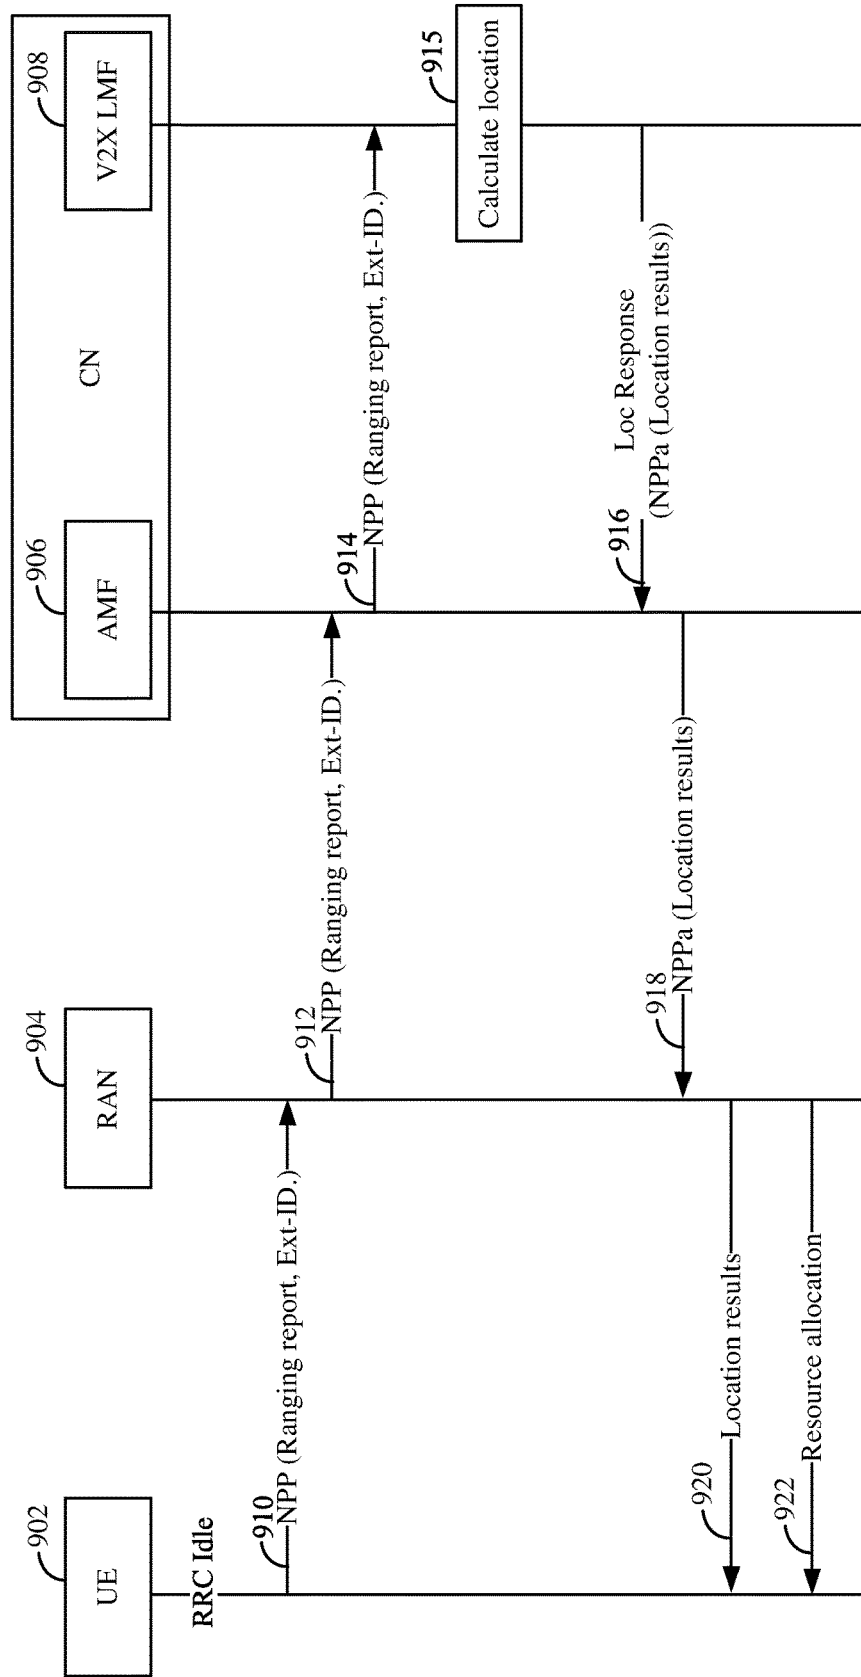 902
UE
904
RAN
CN
906
AMF
908
V2X LMF
RRC Idle
910
NPP (Ranging report, Ext-ID.)
912
NPP (Ranging report, Ext-ID.)
914
NPP (Ranging report, Ext-ID.)
915
Calculate location
916
Loc Response
(NPPa (Location results))
918
NPPa (Location results)
920
Location results
922
Resource allocation